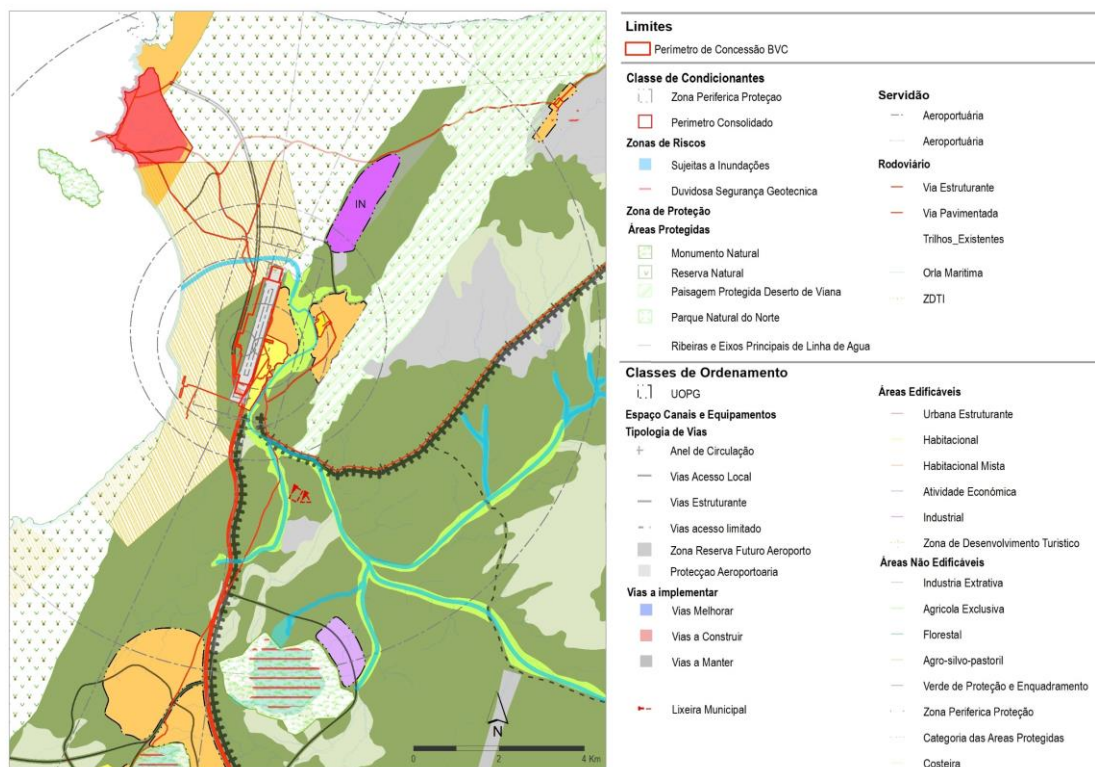 IN
N
0
2
4 Km
Limites
Perimetro de Concessão BVC
Classe de Condicionantes
Zona Periferica Proteçao
Perimetro Consolidado
Zonas de Riscos
Sujeitas a Inundações
Duvidosa Segurança Geotecnica
Zona de Proteção
Áreas Protegidas
Monumento Natural
Reserva Natural
Paisagem Protegida Deserto de Viana
Parque Natural do Norte
Ribeiras e Eixos Principais de Linha de Agua
Servidão
Aeroportuária
Aeroportuária
Rodoviário
Via Estruturante
Via Pavimentada
Trilhos_Existentes
Orla Maritima
ZDTI
Classes de Ordenamento
UOPG
Espaço Canais e Equipamentos
Tipologia de Vias
Anel de Circulação
Vias Acesso Local
Vias Estruturante
Vias acesso limitado
Zona Reserva Futuro Aeroporto
Protecçao Aeroportoaria
Vias a implementar
Vias Melhorar
Vias a Construir
Vias a Manter
Lixeira Municipal
Áreas Edificáveis
Urbana Estruturante
Habitacional
Habitacional Mista
Atividade Económica
Industrial
Zona de Desenvolvimento Turistico
Áreas Não Edificáveis
Industria Extrativa
Agricola Exclusiva
Florestal
Agro-silvo-pastoril
Verde de Proteção e Enquadramento
Zona Periferica Proteção
Categoria das Areas Protegidas
Costeira